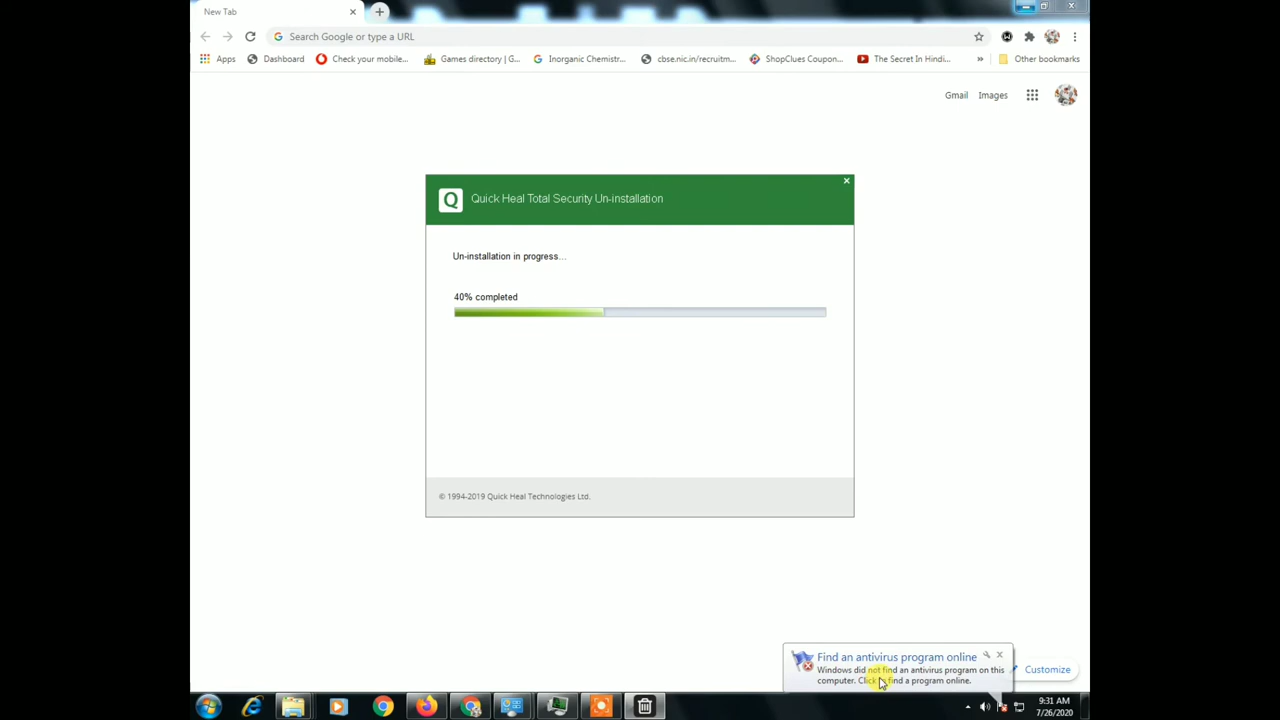 New Tab
Search Google or type a URL
Apps Dashboard Check your mobile... Games directory | G... Inorganic Chemistr... cbse.nic.in/recruitm... ShopClues Coupon... The Secret In Hindi... » Other bookmarks
Gmail Images
Q Quick Heal Total Security Un-installation
Un-installation in progress...
40% completed
© 1994-2019 Quick Heal Technologies Ltd.
Find an antivirus program online
Windows did not find an antivirus program on this
computer. Click to find a program online.
Customize
9:31 AM
7/26/2020